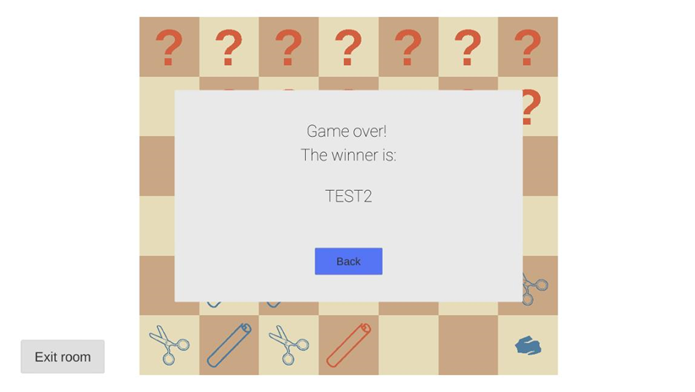 ? ? ? ? ? ? ?
?
Game over!
The winner is:
TEST2
Back
Exit room